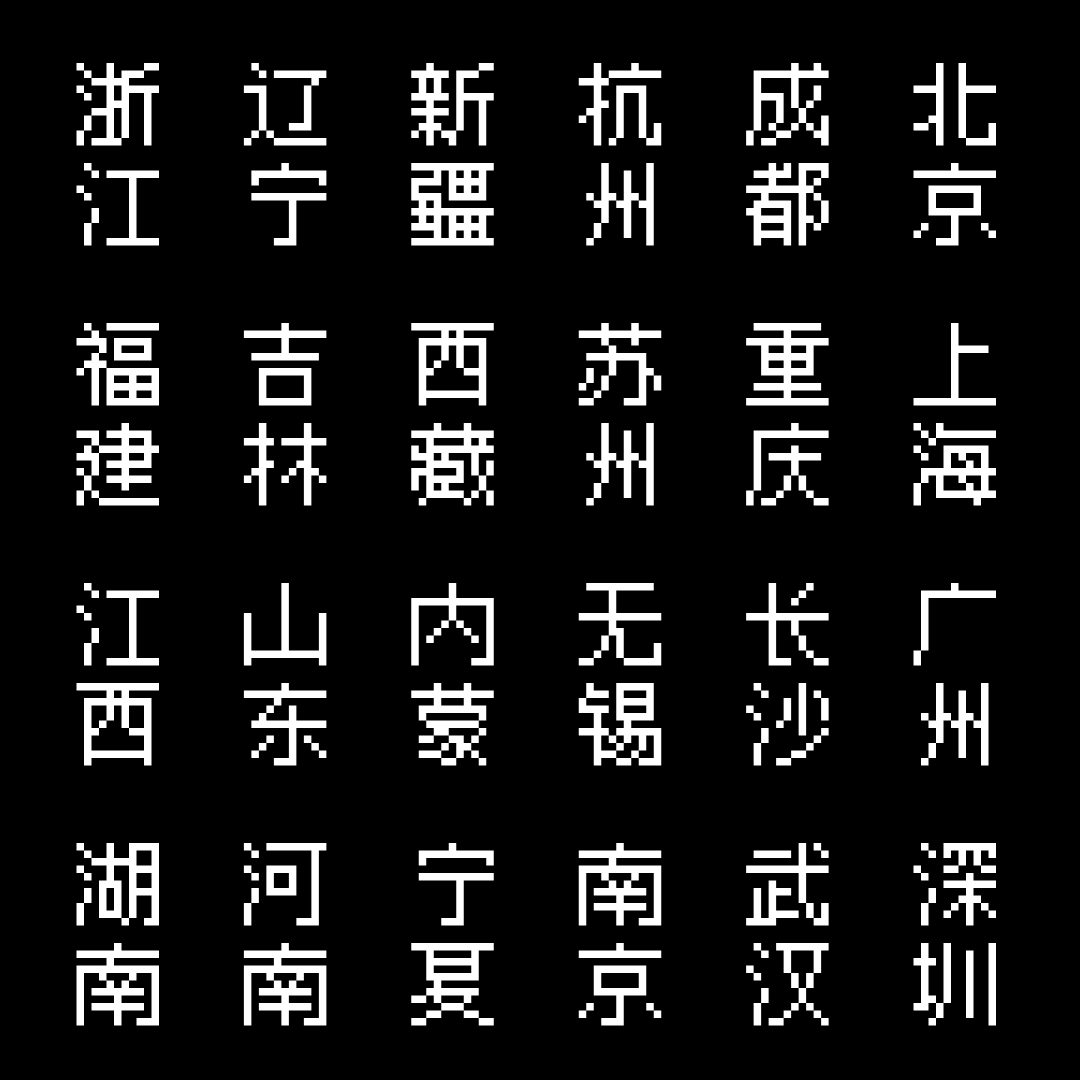 浙江 辽宁 新疆 杭州 成都 北京
福建 吉林 西藏 苏州 重庆 上海
江西 山东 内蒙 无锡 长沙 广州
湖南 河南 宁夏 南京 武汉 深圳